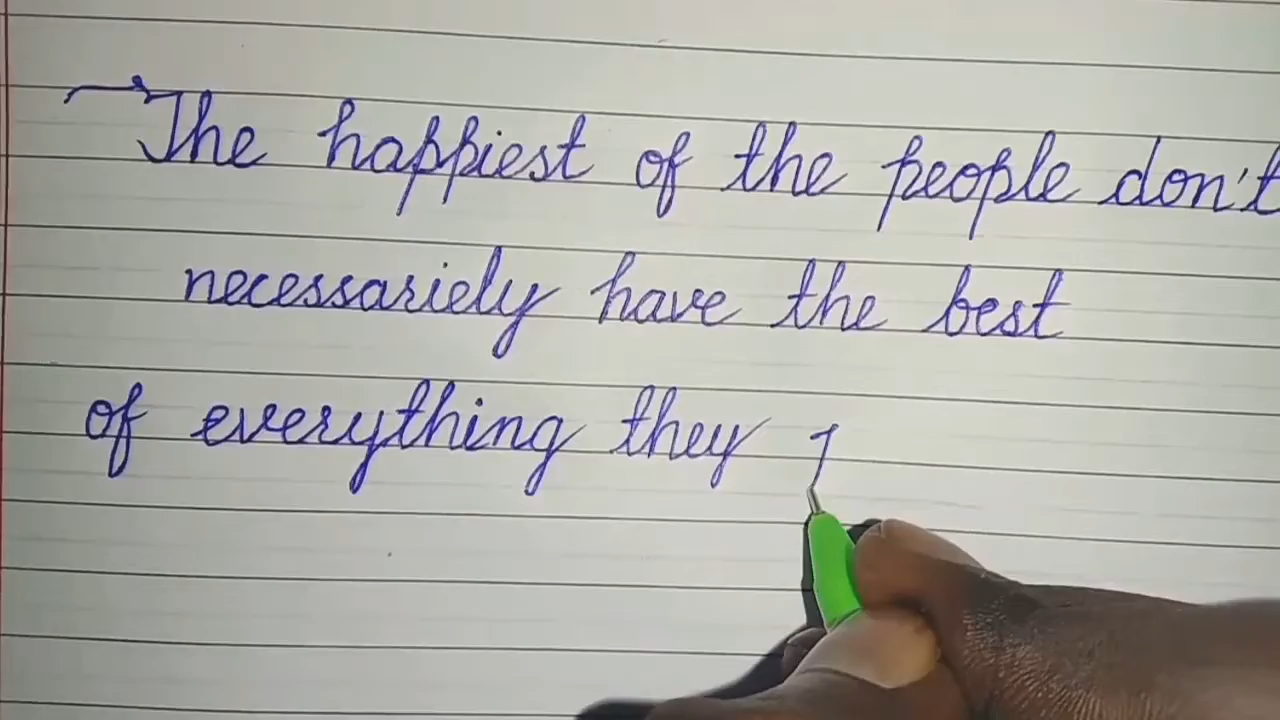 The happiest of the people don't
necessariely have the best
of everything they